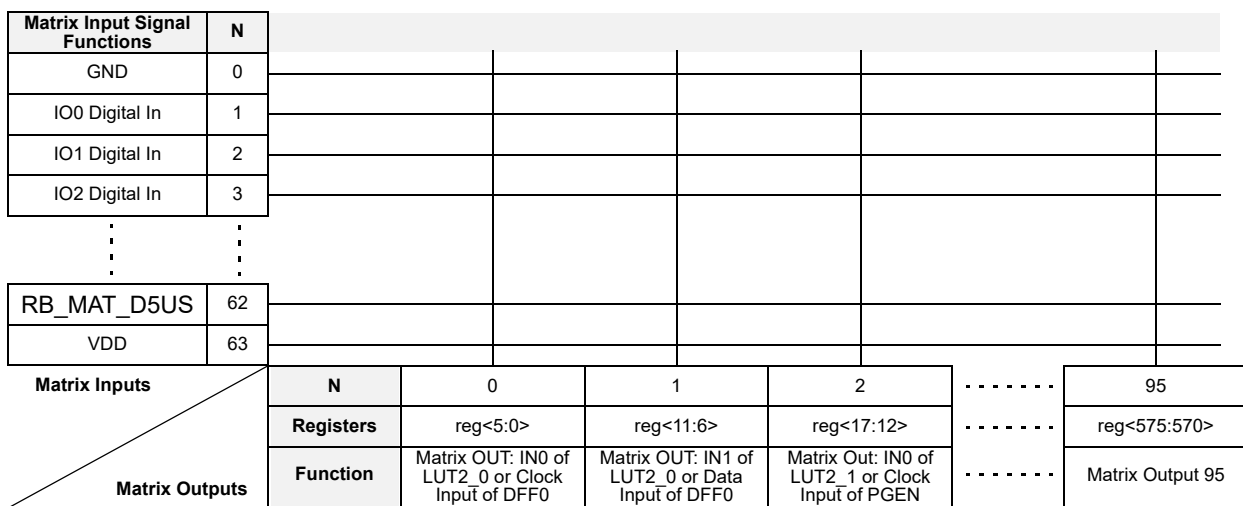 Matrix Input Signal
Functions
N
GND
0
IO0 Digital In
1
IO1 Digital In
2
IO2 Digital In
3
RB_MAT_D5US
62
VDD
63
Matrix Inputs
N
0
1
2
95
Registers
reg<5:0>
reg<11:6>
reg<17:12>
reg<575:570>
Matrix Outputs
Function
Matrix OUT: IN0 of
LUT2_0 or Clock
Input of DFF0
Matrix OUT: IN1 of
LUT2_0 or Data
Input of DFF0
Matrix Out: IN0 of
LUT2_1 or Clock
Input of PGEN
Matrix Output 95